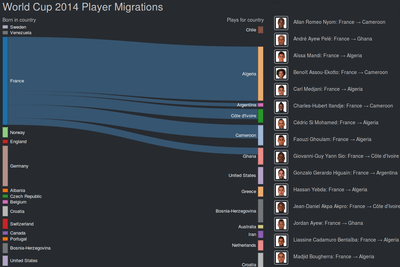 World Cup 2014 Player Migrations
Born in country
Plays for country
Sweden
Venezuela
France
Norway
England
Germany
Albania
Czech Republic
Belgium
Croatia
Switzerland
Canada
Portugal
Bosnia-Herzegovina
United States
Chile
Algeria
Argentina
Côte d'Ivoire
Cameroon
Ghana
United States
Greece
Bosnia-Herzegovina
Australia
Iran
Netherlands
Croatia
Allan Romeo Nyom: France → Cameroon
André Ayew Pelé: France → Ghana
Aïssa Mandi: France → Algeria
Benoît Assou-Ekotto: France → Cameroon
Carl Medjani: France → Algeria
Charles-Hubert Itandje: France → Cameroon
Cédric Si Mohamed: France → Algeria
Faouzi Ghoulam: France → Algeria
Giovanni-Guy Yann Sio: France → Côte d'Ivoire
Gonzalo Gerardo Higuaín: France → Argentina
Hassan Yebda: France → Algeria
Jean-Daniel Akpa Akpro: France → Côte d'Ivoire
Jordan Ayew: France → Ghana
Liassine Cadamuro Bentaïba: France → Algeria
Madjid Bougherra: France → Algeria